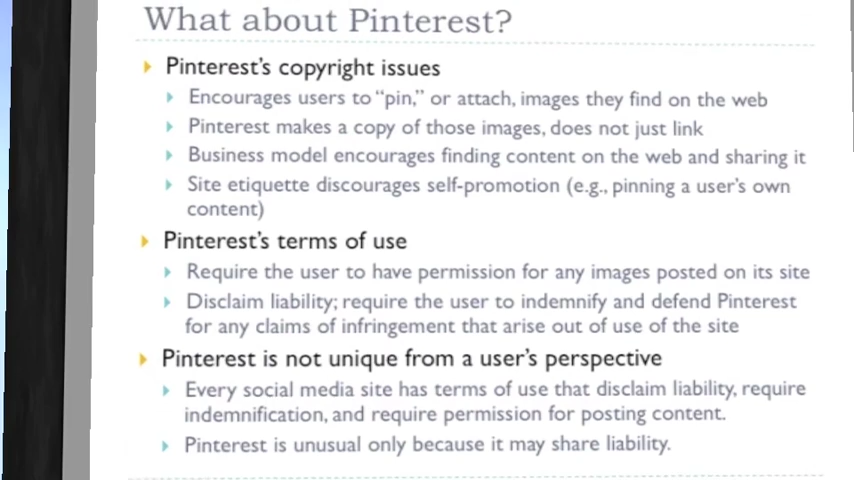 What about Pinterest?
Pinterest's copyright issues
Encourages users to "pin," or attach, images they find on the web
Pinterest makes a copy of those images, does not just link
Business model encourages finding content on the web and sharing it
Site etiquette discourages self-promotion (e.g., pinning a user's own
content)
Pinterest's terms of use
Require the user to have permission for any images posted on its site
Disclaim liability; require the user to indemnify and defend Pinterest
for any claims of infringement that arise out of use of the site
Pinterest is not unique from a user's perspective
Every social media site has terms of use that disclaim liability, require
indemnification, and require permission for posting content.
Pinterest is unusual only because it may share liability.